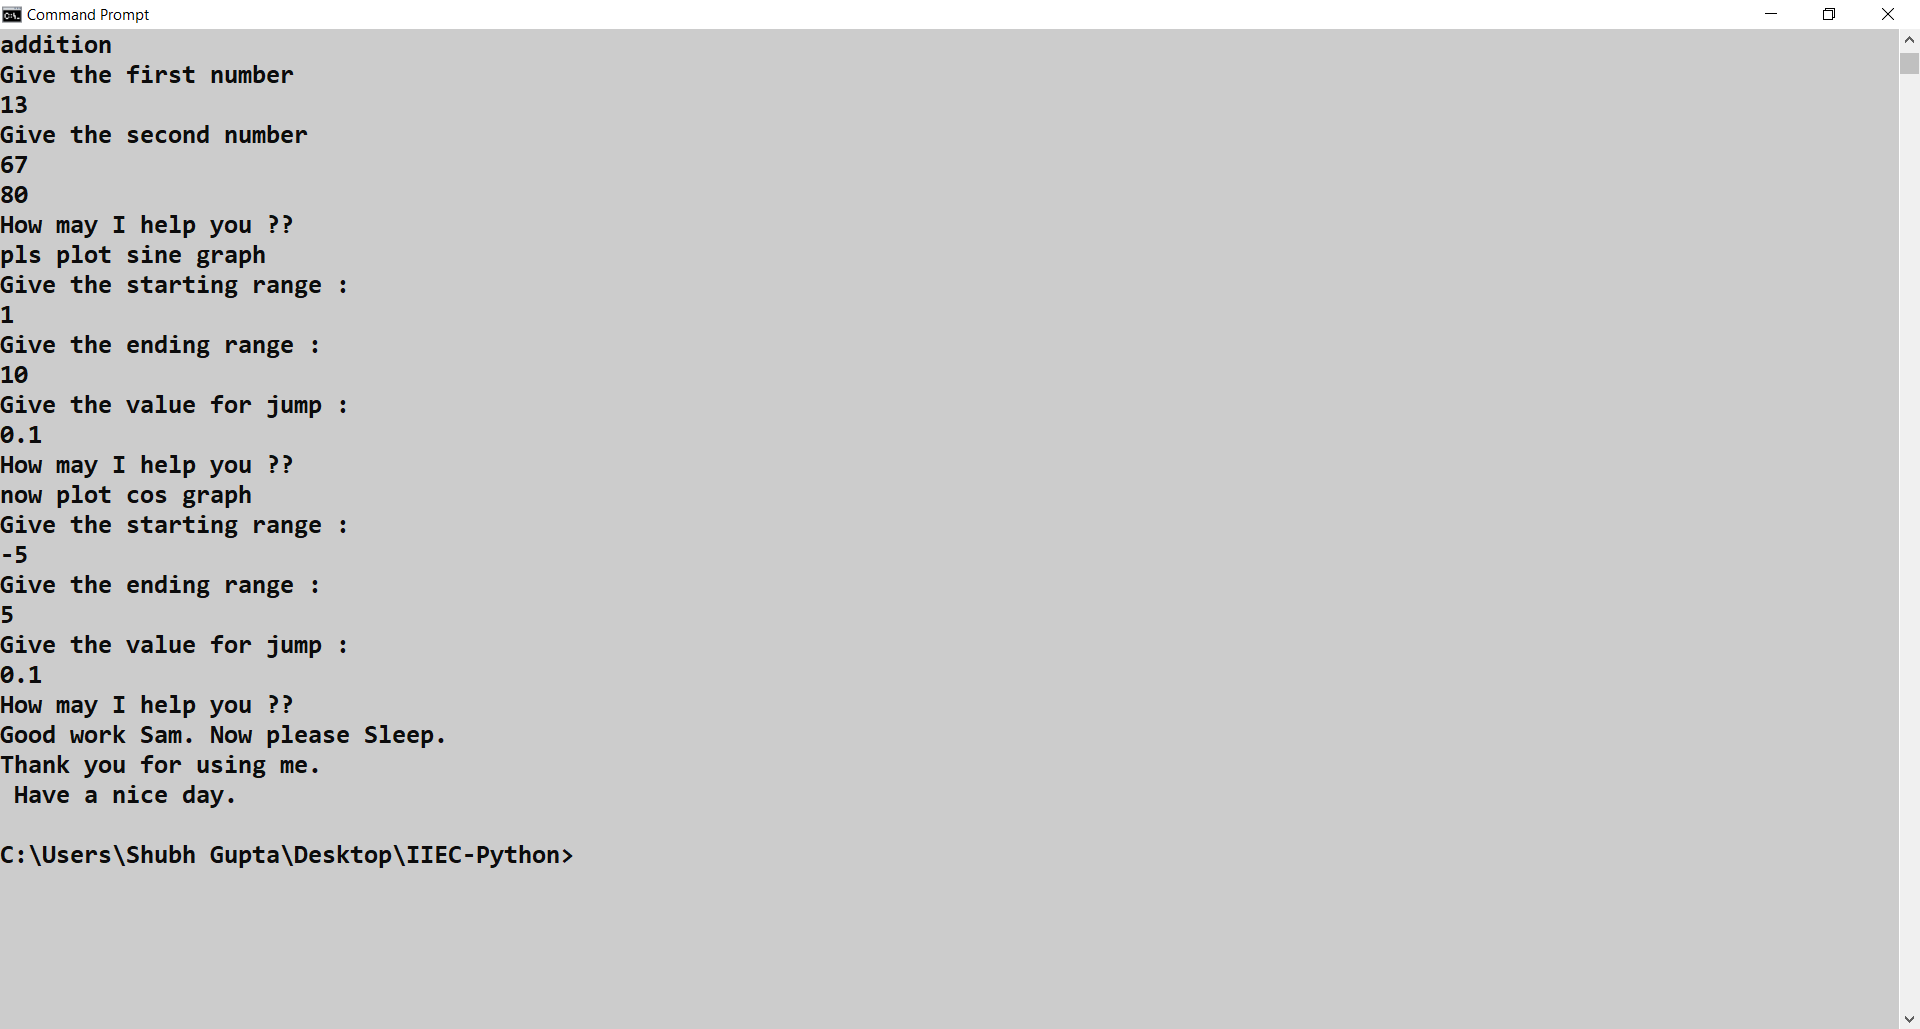 Command Prompt
addition
Give the first number
13
Give the second number
67
80
How may I help you ??
pls plot sine graph
Give the starting range :
1
Give the ending range :
10
Give the value for jump :
0.1
How may I help you ??
now plot cos graph
Give the starting range :
-5
Give the ending range :
5
Give the value for jump :
0.1
How may I help you ??
Good work Sam. Now please Sleep.
Thank you for using me.
 Have a nice day.
C:\Users\Shubh Gupta\Desktop\IIEC-Python>